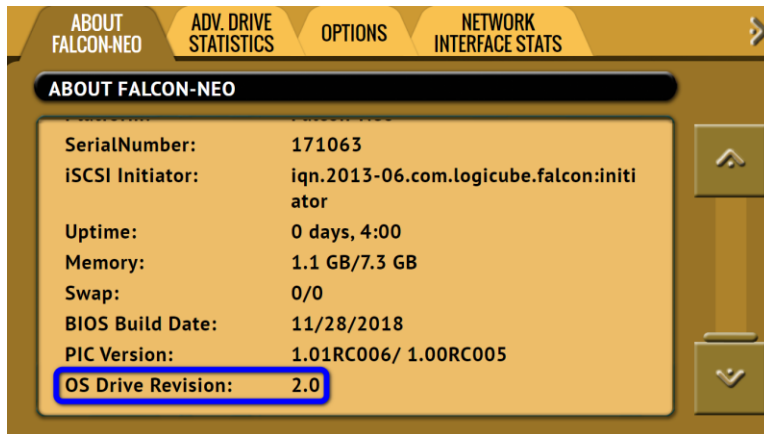 ABOUT
FALCON-NEO
ADV. DRIVE
STATISTICS
OPTIONS
NETWORK
INTERFACE STATS
ABOUT FALCON-NEO
SerialNumber: 171063
iSCSI Initiator: iqn.2013-06.com.logicube.falcon:initi
ator
Uptime: 0 days, 4:00
Memory: 1.1 GB/7.3 GB
Swap: 0/0
BIOS Build Date: 11/28/2018
PIC Version: 1.01RC006/ 1.00RC005
OS Drive Revision: 2.0